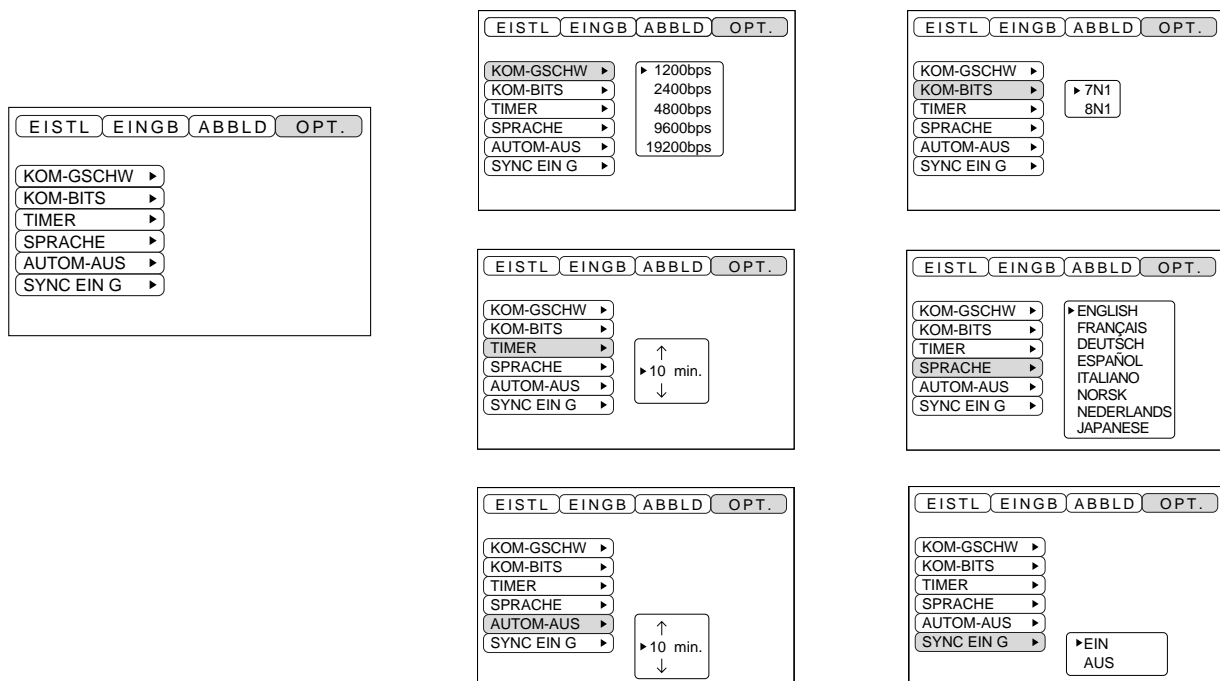 EISTL EINGB ABBLD OPT.
KOM-GSCHW
KOM-BITS
TIMER
SPRACHE
AUTOM-AUS
SYNC EIN G
EISTL EINGB ABBLD OPT.
KOM-GSCHW
KOM-BITS
TIMER
SPRACHE
AUTOM-AUS
SYNC EIN G
1200bps
2400bps
4800bps
9600bps
19200bps
EISTL EINGB ABBLD OPT.
KOM-GSCHW
KOM-BITS
TIMER
SPRACHE
AUTOM-AUS
SYNC EIN G
7N1
8N1
EISTL EINGB ABBLD OPT.
KOM-GSCHW
KOM-BITS
TIMER
SPRACHE
AUTOM-AUS
SYNC EIN G
10 min.
EISTL EINGB ABBLD OPT.
KOM-GSCHW
KOM-BITS
TIMER
SPRACHE
AUTOM-AUS
SYNC EIN G
ENGLISH
FRANÇAIS
DEUTSCH
ESPAÑOL
ITALIANO
NORSK
NEDERLANDS
JAPANESE
EISTL EINGB ABBLD OPT.
KOM-GSCHW
KOM-BITS
TIMER
SPRACHE
AUTOM-AUS
SYNC EIN G
10 min.
EISTL EINGB ABBLD OPT.
KOM-GSCHW
KOM-BITS
TIMER
SPRACHE
AUTOM-AUS
SYNC EIN G
EIN
AUS